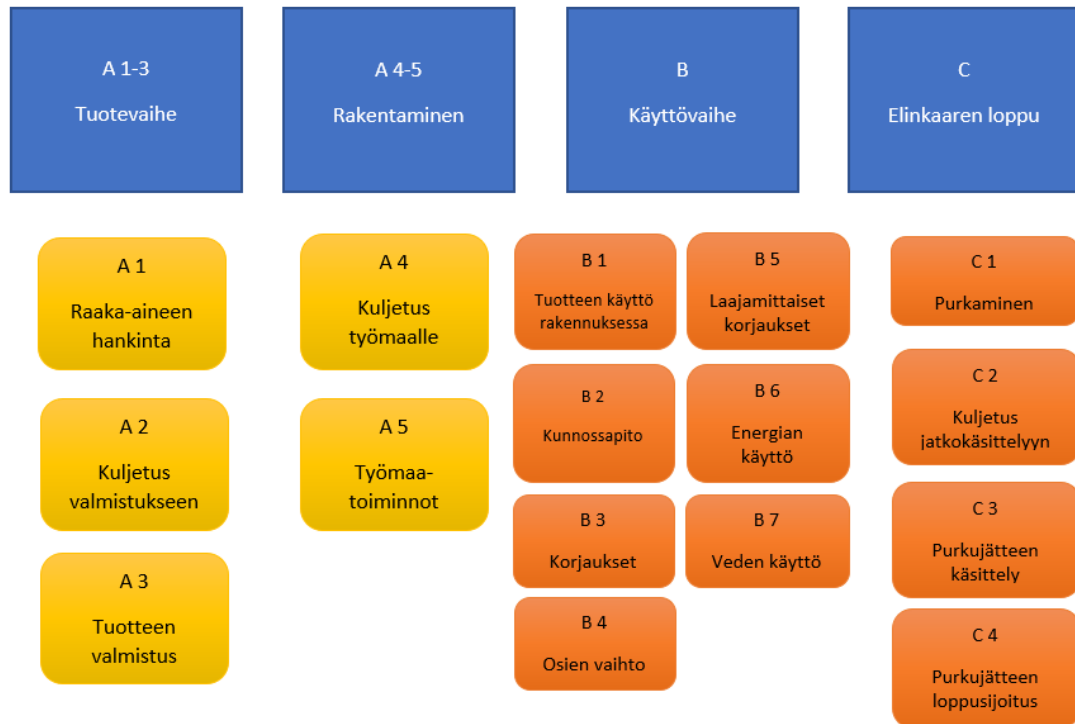 A 1-3
Tuotevaihe
A 4-5
Rakentaminen
B
Käyttövaihe
C
Elinkaaren loppu
A 1
Raaka-aineen
hankinta
A 2
Kuljetus
valmistukseen
A 3
Tuotteen
valmistus
A 4
Kuljetus
työmaalle
A 5
Työmaa-
toiminnot
B 1
Tuotteen käyttö
rakennuksessa
B 2
Kunnossapito
B 3
Korjaukset
B 4
Osien vaihto
B 5
Laajamittaiset
korjaukset
B 6
Energian
käyttö
B 7
Veden käyttö
C 1
Purkaminen
C 2
Kuljetus
jatkokäsittelyyn
C 3
Purkujätteen
käsittely
C 4
Purkujätteen
loppusijoitus